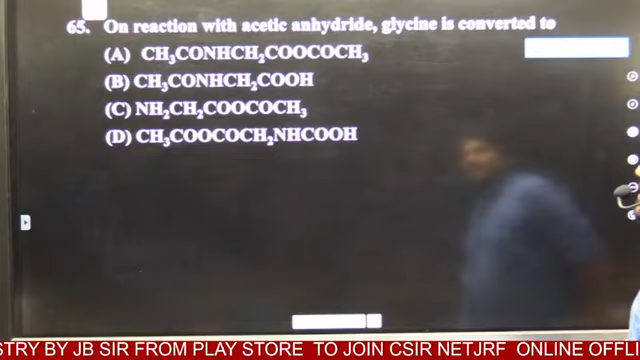 65. On reaction with acetic anhydride, glycine is converted to
(A) CH₃CONHCH₂COOCOCH₃
(B) CH₃CONHCH₂COOH
(C) NH₂CH₂COOCOCH₃
(D) CH₃COOCOCH₂NHCOOH
STRY BY JB SIR FROM PLAY STORE TO JOIN CSIR NETJRF ONLINE OFFL